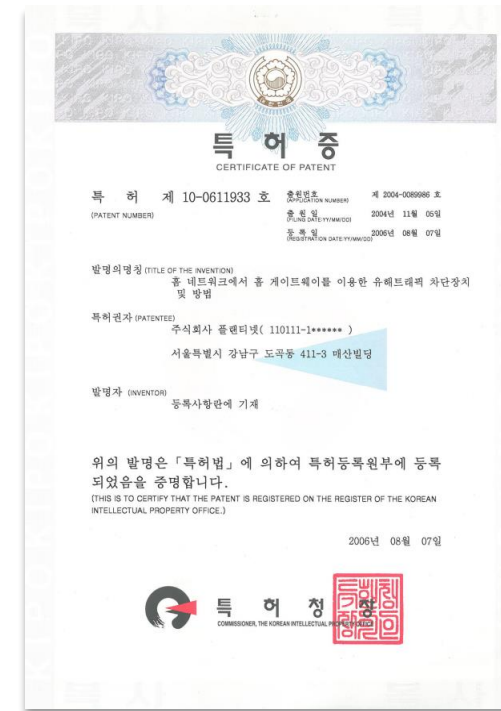 특 허 증
CERTIFICATE OF PATENT
특 허 제 10-0611933 호
(PATENT NUMBER)
출원번호 제 2004-0089986 호
(APPLICATION NUMBER)
출 원 일 2004년 11월 05일
(FILING DATE:YY/MM/DD)
등 록 일 2006년 08월 07일
(REGISTRATION DATE:YY/MM/DD)
발명의명칭 (TITLE OF THE INVENTION)
홈 네트워크에서 홈 게이트웨이를 이용한 유해트래픽 차단장치
및 방법
특허권자 (PATENTEE)
주식회사 플랜티넷( 110111-1****** )
서울특별시 강남구 도곡동 411-3 매산빌딩
발명자 (INVENTOR)
등록사항란에 기재
위의 발명은 「특허법」에 의하여 특허등록원부에 등록
되었음을 증명합니다.
(THIS IS TO CERTIFY THAT THE PATENT IS REGISTERED ON THE REGISTER OF THE KOREAN
INTELLECTUAL PROPERTY OFFICE.)
2006년 08월 07일
특 허 청 장
COMMISSIONER, THE KOREAN INTELLECTUAL PROPERTY OFFICE